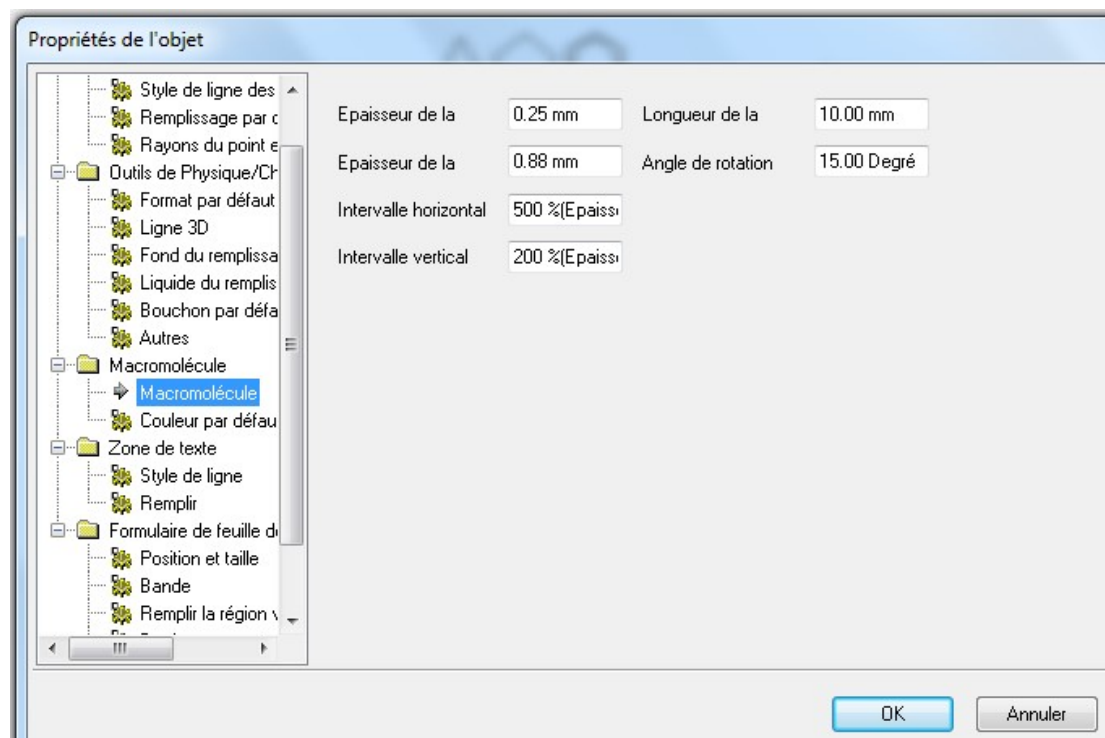 Propriétés de l'objet
Style de ligne des
Remplissage par c
Rayons du point e
Outils de Physique/Ch
Format par défaut
Ligne 3D
Fond du remplissa
Liquide du remplis
Bouchon par défa
Autres
Macromolécule
Macromolécule
Couleur par défau
Zone de texte
Style de ligne
Remplir
Formulaire de feuille d
Position et taille
Bande
Remplir la région v
Epaisseur de la 0.25 mm Longueur de la 10.00 mm
Epaisseur de la 0.88 mm Angle de rotation 15.00 Degré
Intervalle horizontal 500 %(Epaiss
Intervalle vertical 200 %(Epaiss
OK Annuler